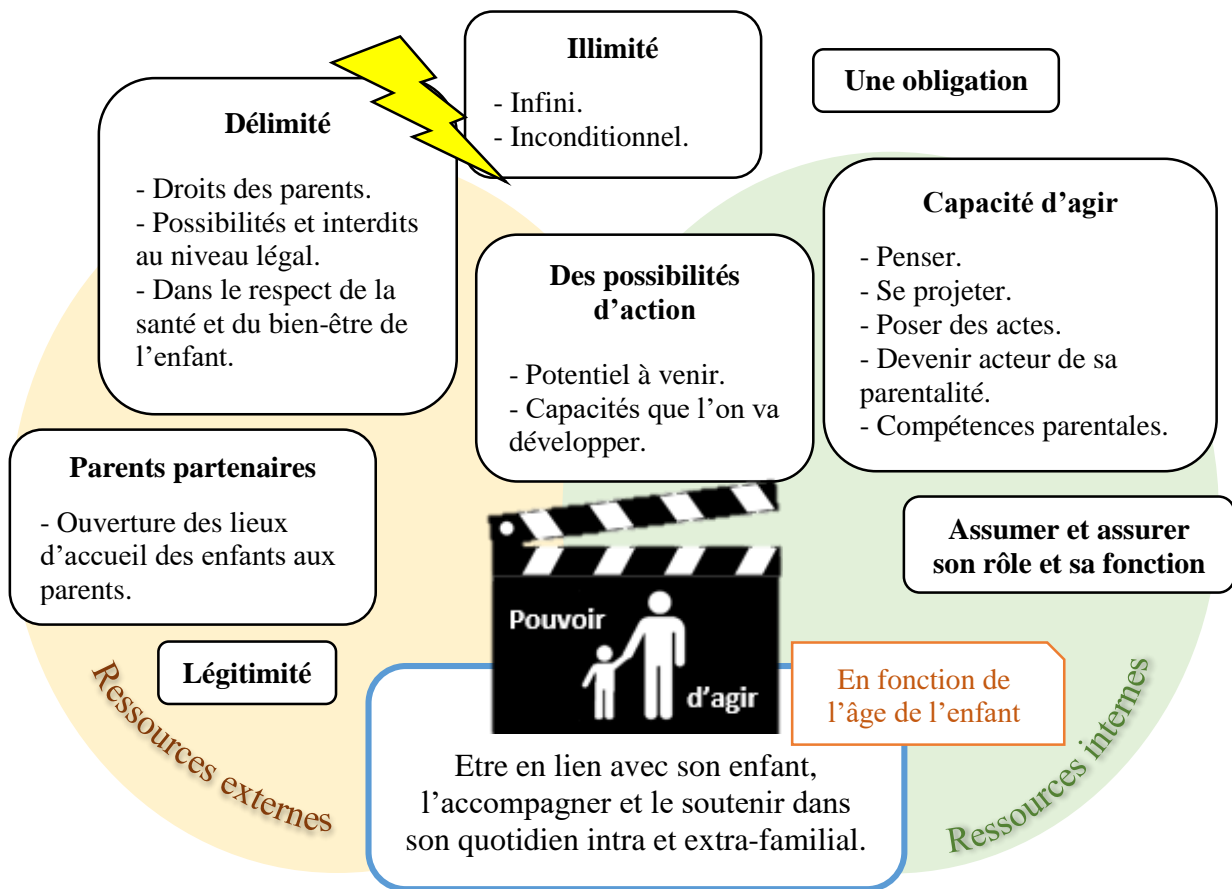 Illimité
- Infini.
- Inconditionnel.
Une obligation
Délimité
- Droits des parents.
- Possibilités et interdits
au niveau légal.
- Dans le respect de la
santé et du bien-être de
l’enfant.
Capacité d’agir
- Penser.
- Se projeter.
- Poser des actes.
- Devenir acteur de sa
parentalité.
- Compétences parentales.
Des possibilités
d’action
- Potentiel à venir.
- Capacités que l’on va
développer.
Parents partenaires
- Ouverture des lieux
d’accueil des enfants aux
parents.
Assumer et assurer
son rôle et sa fonction
Légitimité
Pouvoir
d'agir
En fonction de
l’âge de l’enfant
Etre en lien avec son enfant,
l’accompagner et le soutenir dans
son quotidien intra et extra-familial.
Ressources externes
Ressources internes